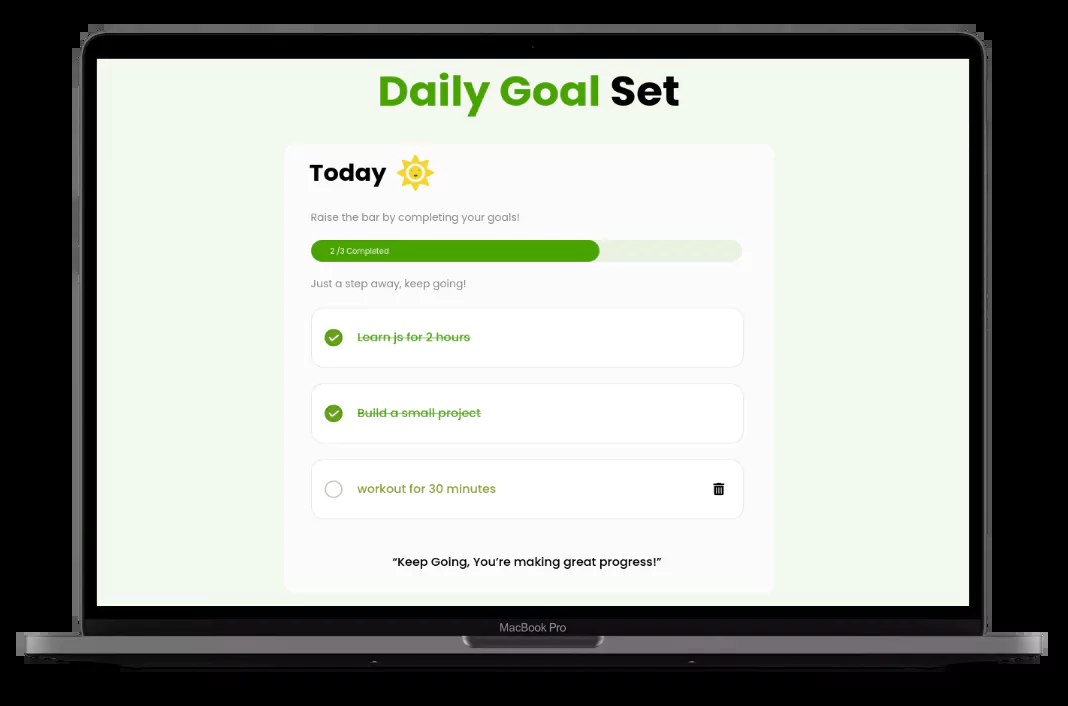 Daily Goal Set
Today
Raise the bar by completing your goals!
2 /3 Completed
Just a step away, keep going!
Learn js for 2 hours
Build a small project
workout for 30 minutes
“Keep Going, You’re making great progress!”
MacBook Pro